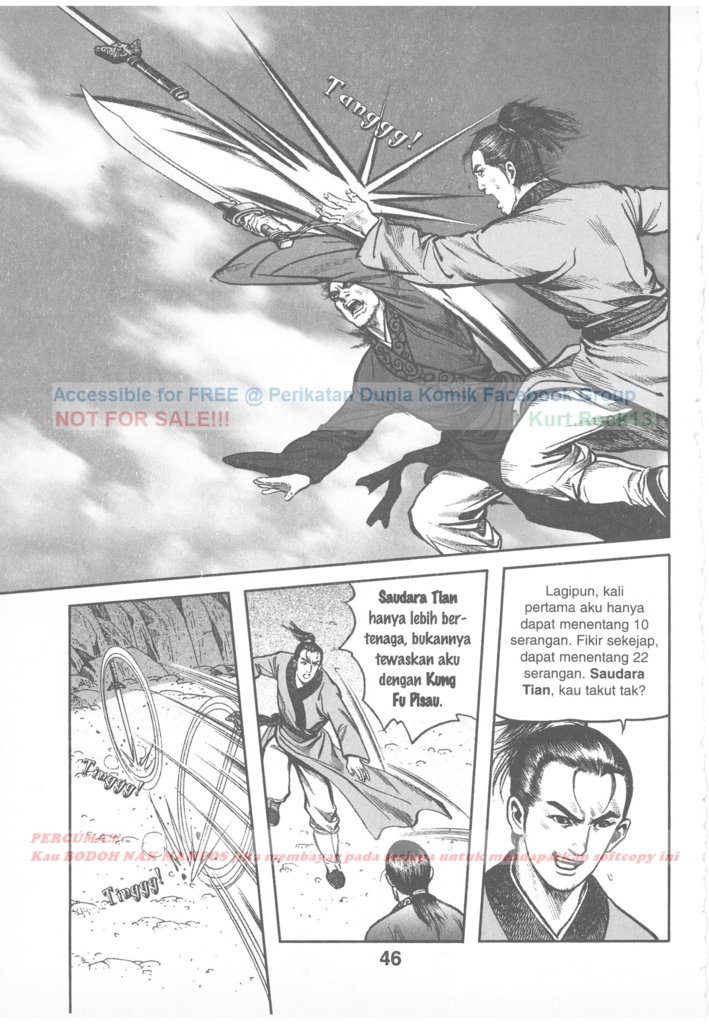 Tanggg!
Accessible for FREE @ Perikatan Dunia Komik Facebook Group
NOT FOR SALE!!!
Kurt.Rock13
Tinggg!
Tinggg!
Saudara Tian
hanya lebih ber-
tenaga, bukannya
tewaskan aku
dengan Kung
Fu Pisau.
Lagipun, kali
pertama aku hanya
dapat menentang 10
serangan. Fikir sekejap,
dapat menentang 22
serangan. Saudara
Tian, kau takut tak?
PERCUMA!!!
Kau BODOH NAK MAMPOS jika membayar pada sesiapa untuk mendapatkan softcopy ini
46